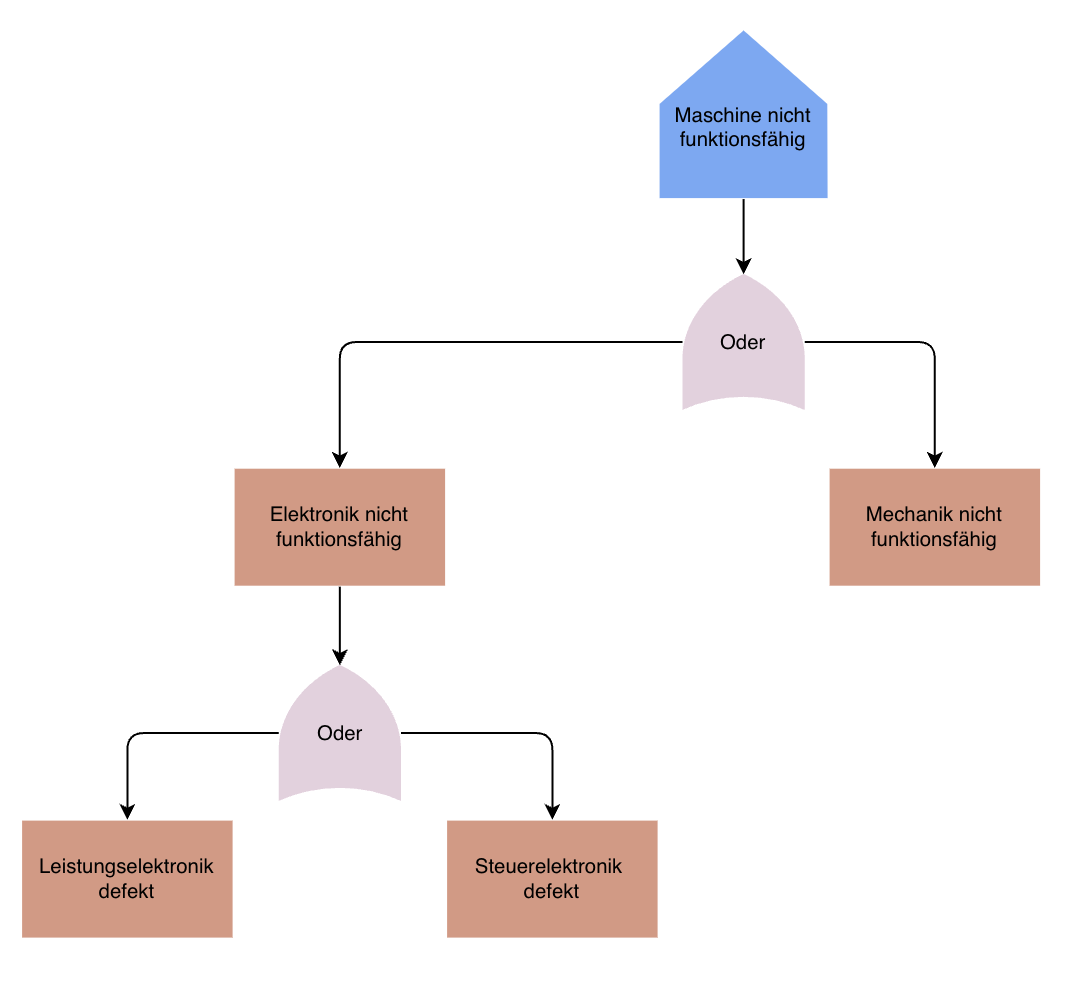 Maschine nicht
funktionsfähig
Oder
Elektronik nicht
funktionsfähig
Mechanik nicht
funktionsfähig
Oder
Leistungselektronik
defekt
Steuerelektronik
defekt